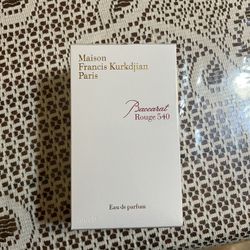 Maison
Francis Kurkdjian
Paris
Baccarat
Rouge 540
Eau de parfum